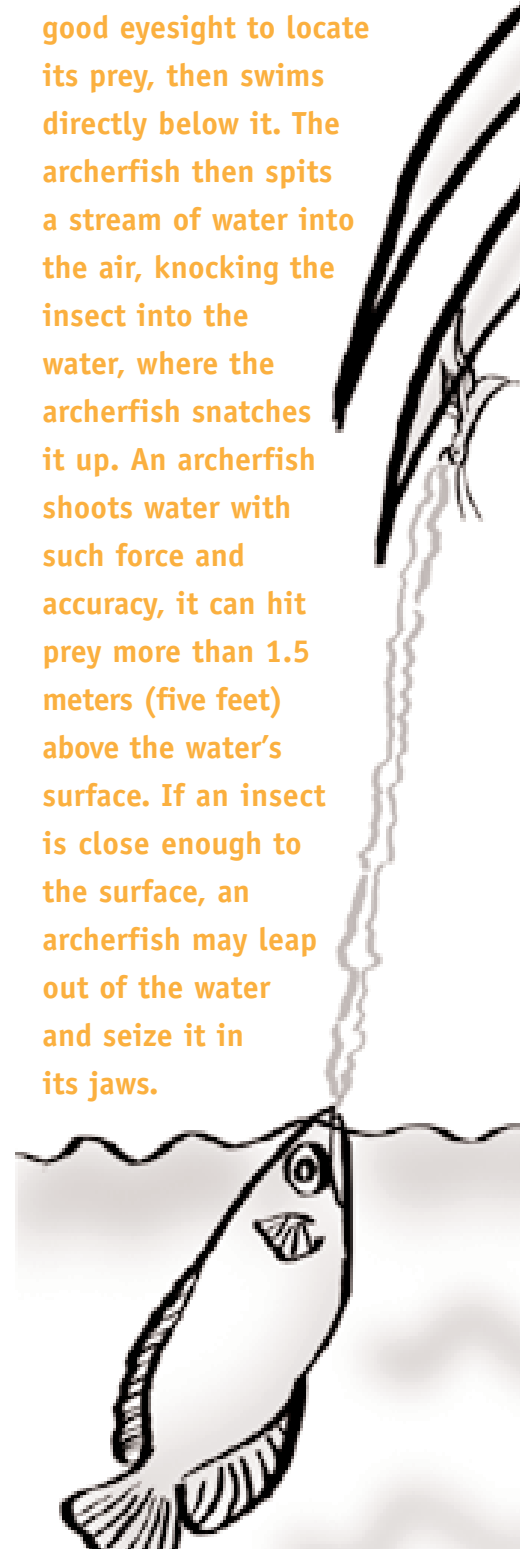 good eyesight to locate
its prey, then swims
directly below it. The
archerfish then spits
a stream of water into
the air, knocking the
insect into the
water, where the
archerfish snatches
it up. An archerfish
shoots water with
such force and
accuracy, it can hit
prey more than 1.5
meters (five feet)
above the water’s
surface. If an insect
is close enough to
the surface, an
archerfish may leap
out of the water
and seize it in
its jaws.